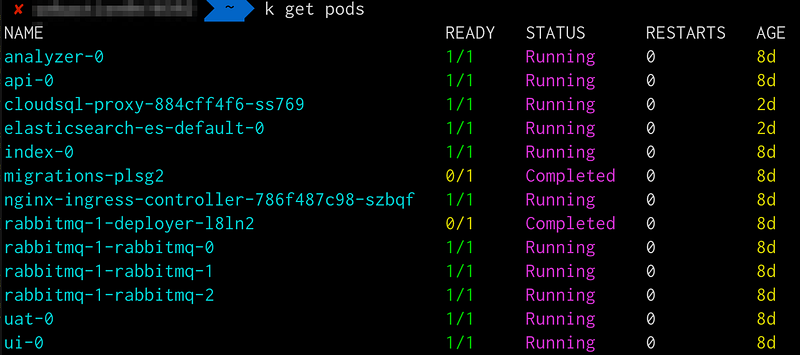 ✘ ~ k get pods
NAME READY STATUS RESTARTS AGE
analyzer-0 1/1 Running 0 8d
api-0 1/1 Running 0 8d
cloudsql-proxy-884cff4f6-ss769 1/1 Running 0 2d
elasticsearch-es-default-0 1/1 Running 0 2d
index-0 1/1 Running 0 8d
migrations-plsg2 0/1 Completed 0 8d
nginx-ingress-controller-786f487c98-szbqf 1/1 Running 0 8d
rabbitmq-1-deployer-l8ln2 0/1 Completed 0 8d
rabbitmq-1-rabbitmq-0 1/1 Running 0 8d
rabbitmq-1-rabbitmq-1 1/1 Running 0 8d
rabbitmq-1-rabbitmq-2 1/1 Running 0 8d
uat-0 1/1 Running 0 8d
ui-0 1/1 Running 0 8d